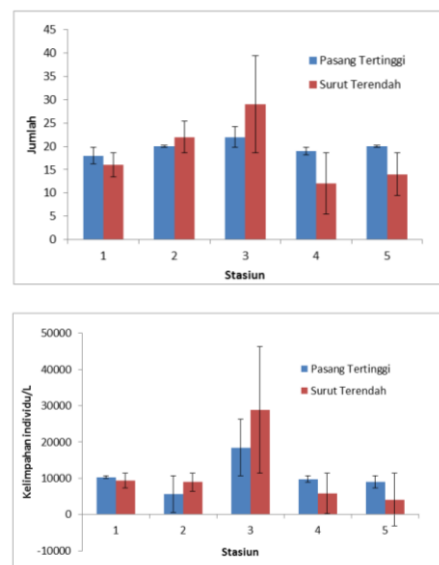 45
40
35
30
25
20
15
10
5
0
Jumlah
Pasang Tertinggi
Surut Terendah
1 2 3 4 5
Stasiun
50000
40000
30000
20000
10000
0
-10000
Kelimpahan individu/L
Pasang Tertinggi
Surut Terendah
1 2 3 4 5
Stasiun